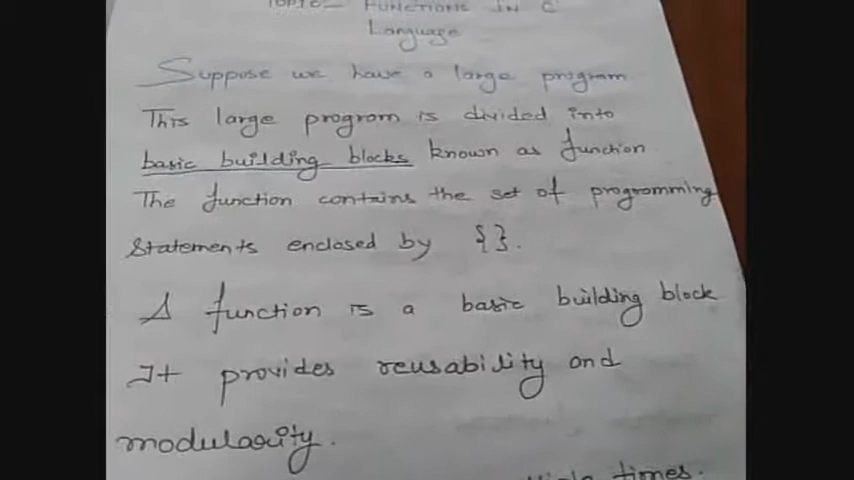 Topic - Functions in C
Language
Suppose we have a large program
This large program is divided into
basic building blocks known as function
The function contains the set of programming
statements enclosed by {}.
A function is a basic building block
It provides reusability and
modularity.
times.